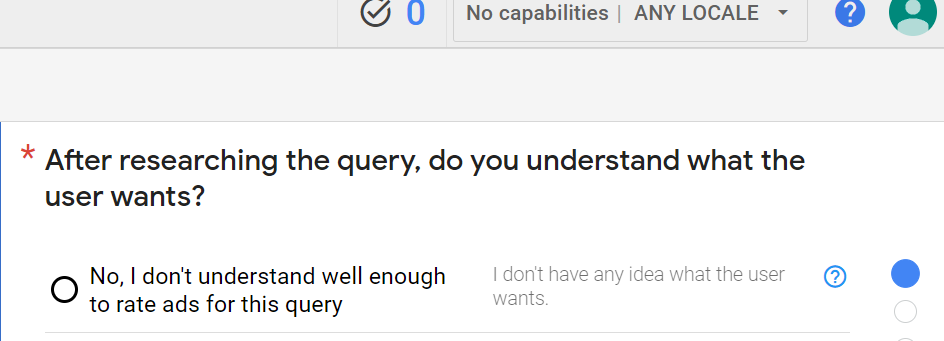 0 No capabilities | ANY LOCALE ?
* After researching the query, do you understand what the
user wants?
No, I don't understand well enough
to rate ads for this query
I don't have any idea what the user
wants.
?